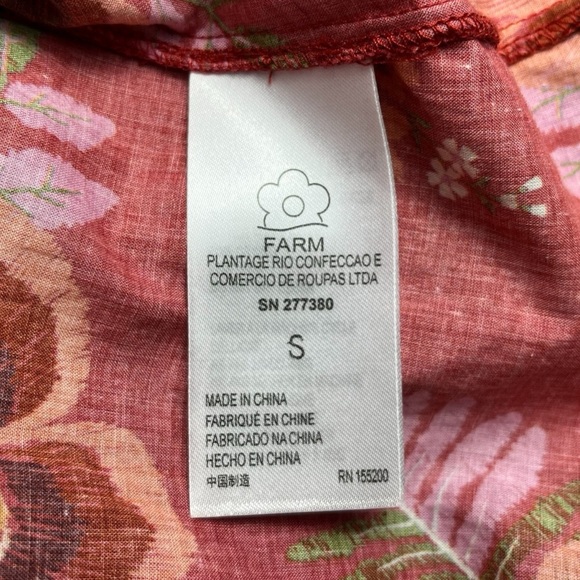 FARM
PLANTAGE RIO CONFECCAO E
COMERCIO DE ROUPAS LTDA
SN 277380
S
MADE IN CHINA
FABRIQUÉ EN CHINE
FABRICADO NA CHINA
HECHO EN CHINA
中国制造 RN 155200